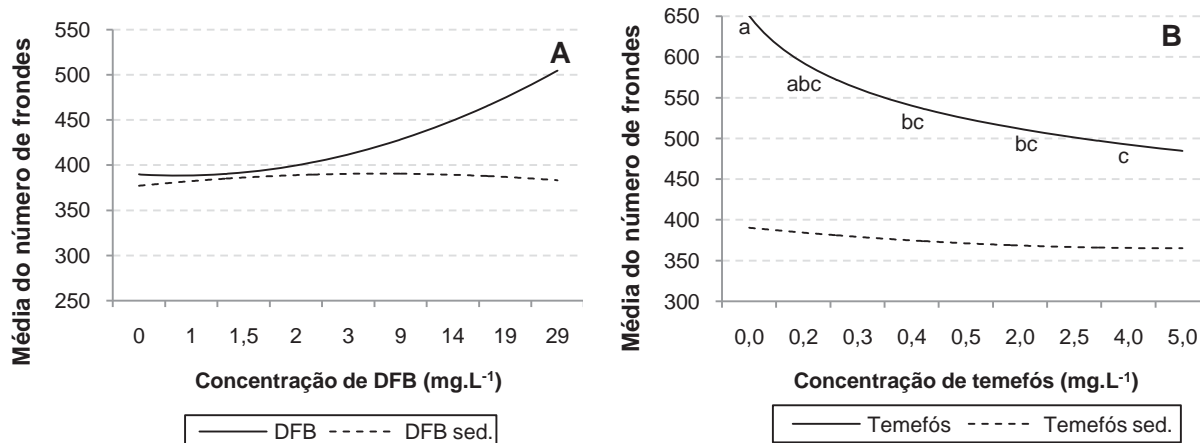 A
Média do número de frondes
550
500
450
400
350
300
250
0 1 1,5 2 3 9 14 19 29
Concentração de DFB (mg.L⁻¹)
DFB DFB sed.
B
Média do número de frondes
650
600
550
500
450
400
350
300
a
abc
bc
bc
c
0,0 0,2 0,3 0,4 0,5 2,0 2,5 4,0 5,0
Concentração de temefós (mg.L⁻¹)
Temefós Temefós sed.